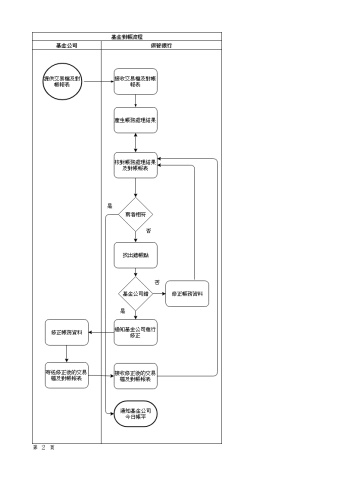 基金對帳流程
基金公司
保管銀行
提供交易檔及對
帳報表
接收交易檔及對帳
報表
產生帳務處理結果
核對帳務處理結果
及對帳報表
是
兩者相符
否
找出錯帳點
否
基金公司錯
修正帳務資料
是
修正帳務資料
通知基金公司進行
修正
寄送修正後的交易
檔及對帳報表
接收修正後的交易
檔及對帳報表
通知基金公司
今日帳平
第 2 頁